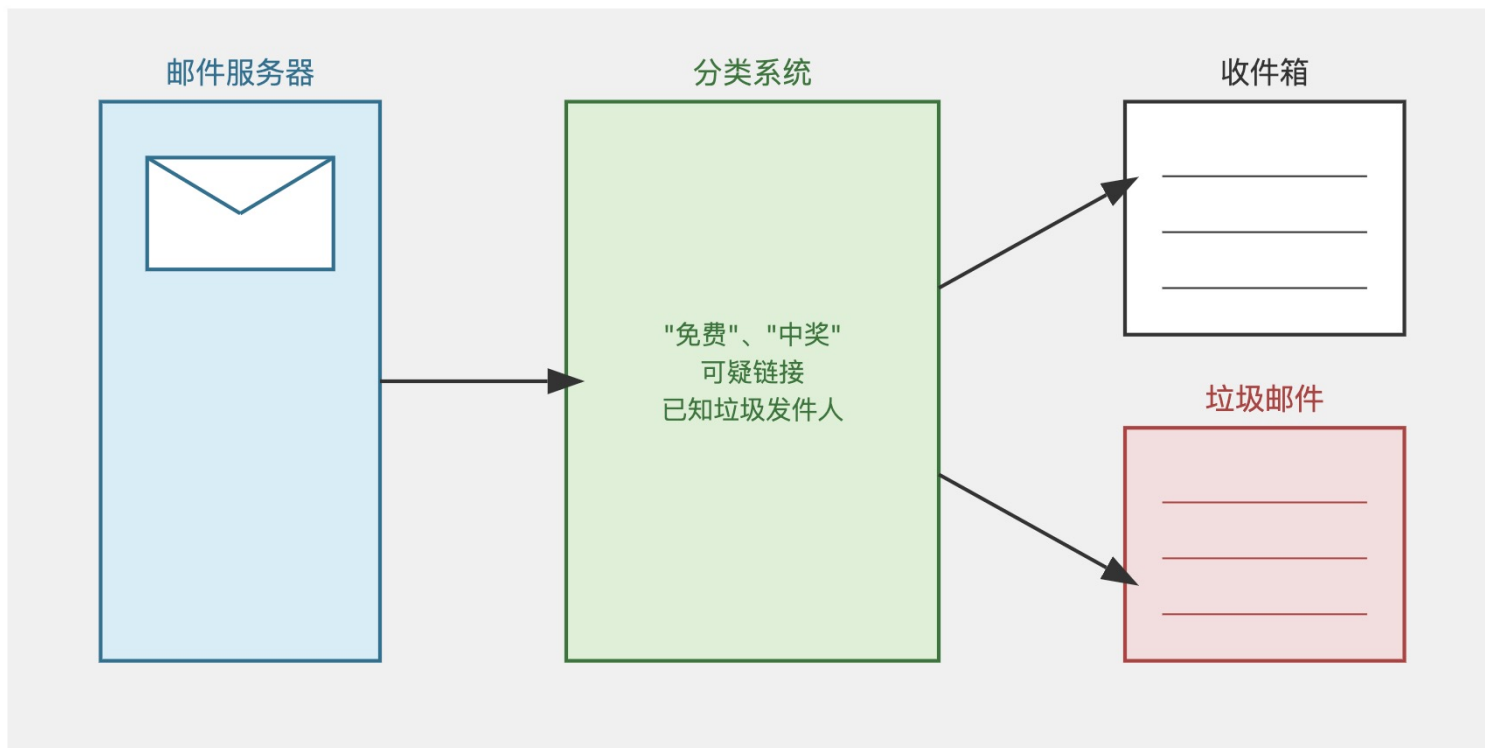 邮件服务器
分类系统
收件箱
"免费"、"中奖"
可疑链接
已知垃圾发件人
垃圾邮件